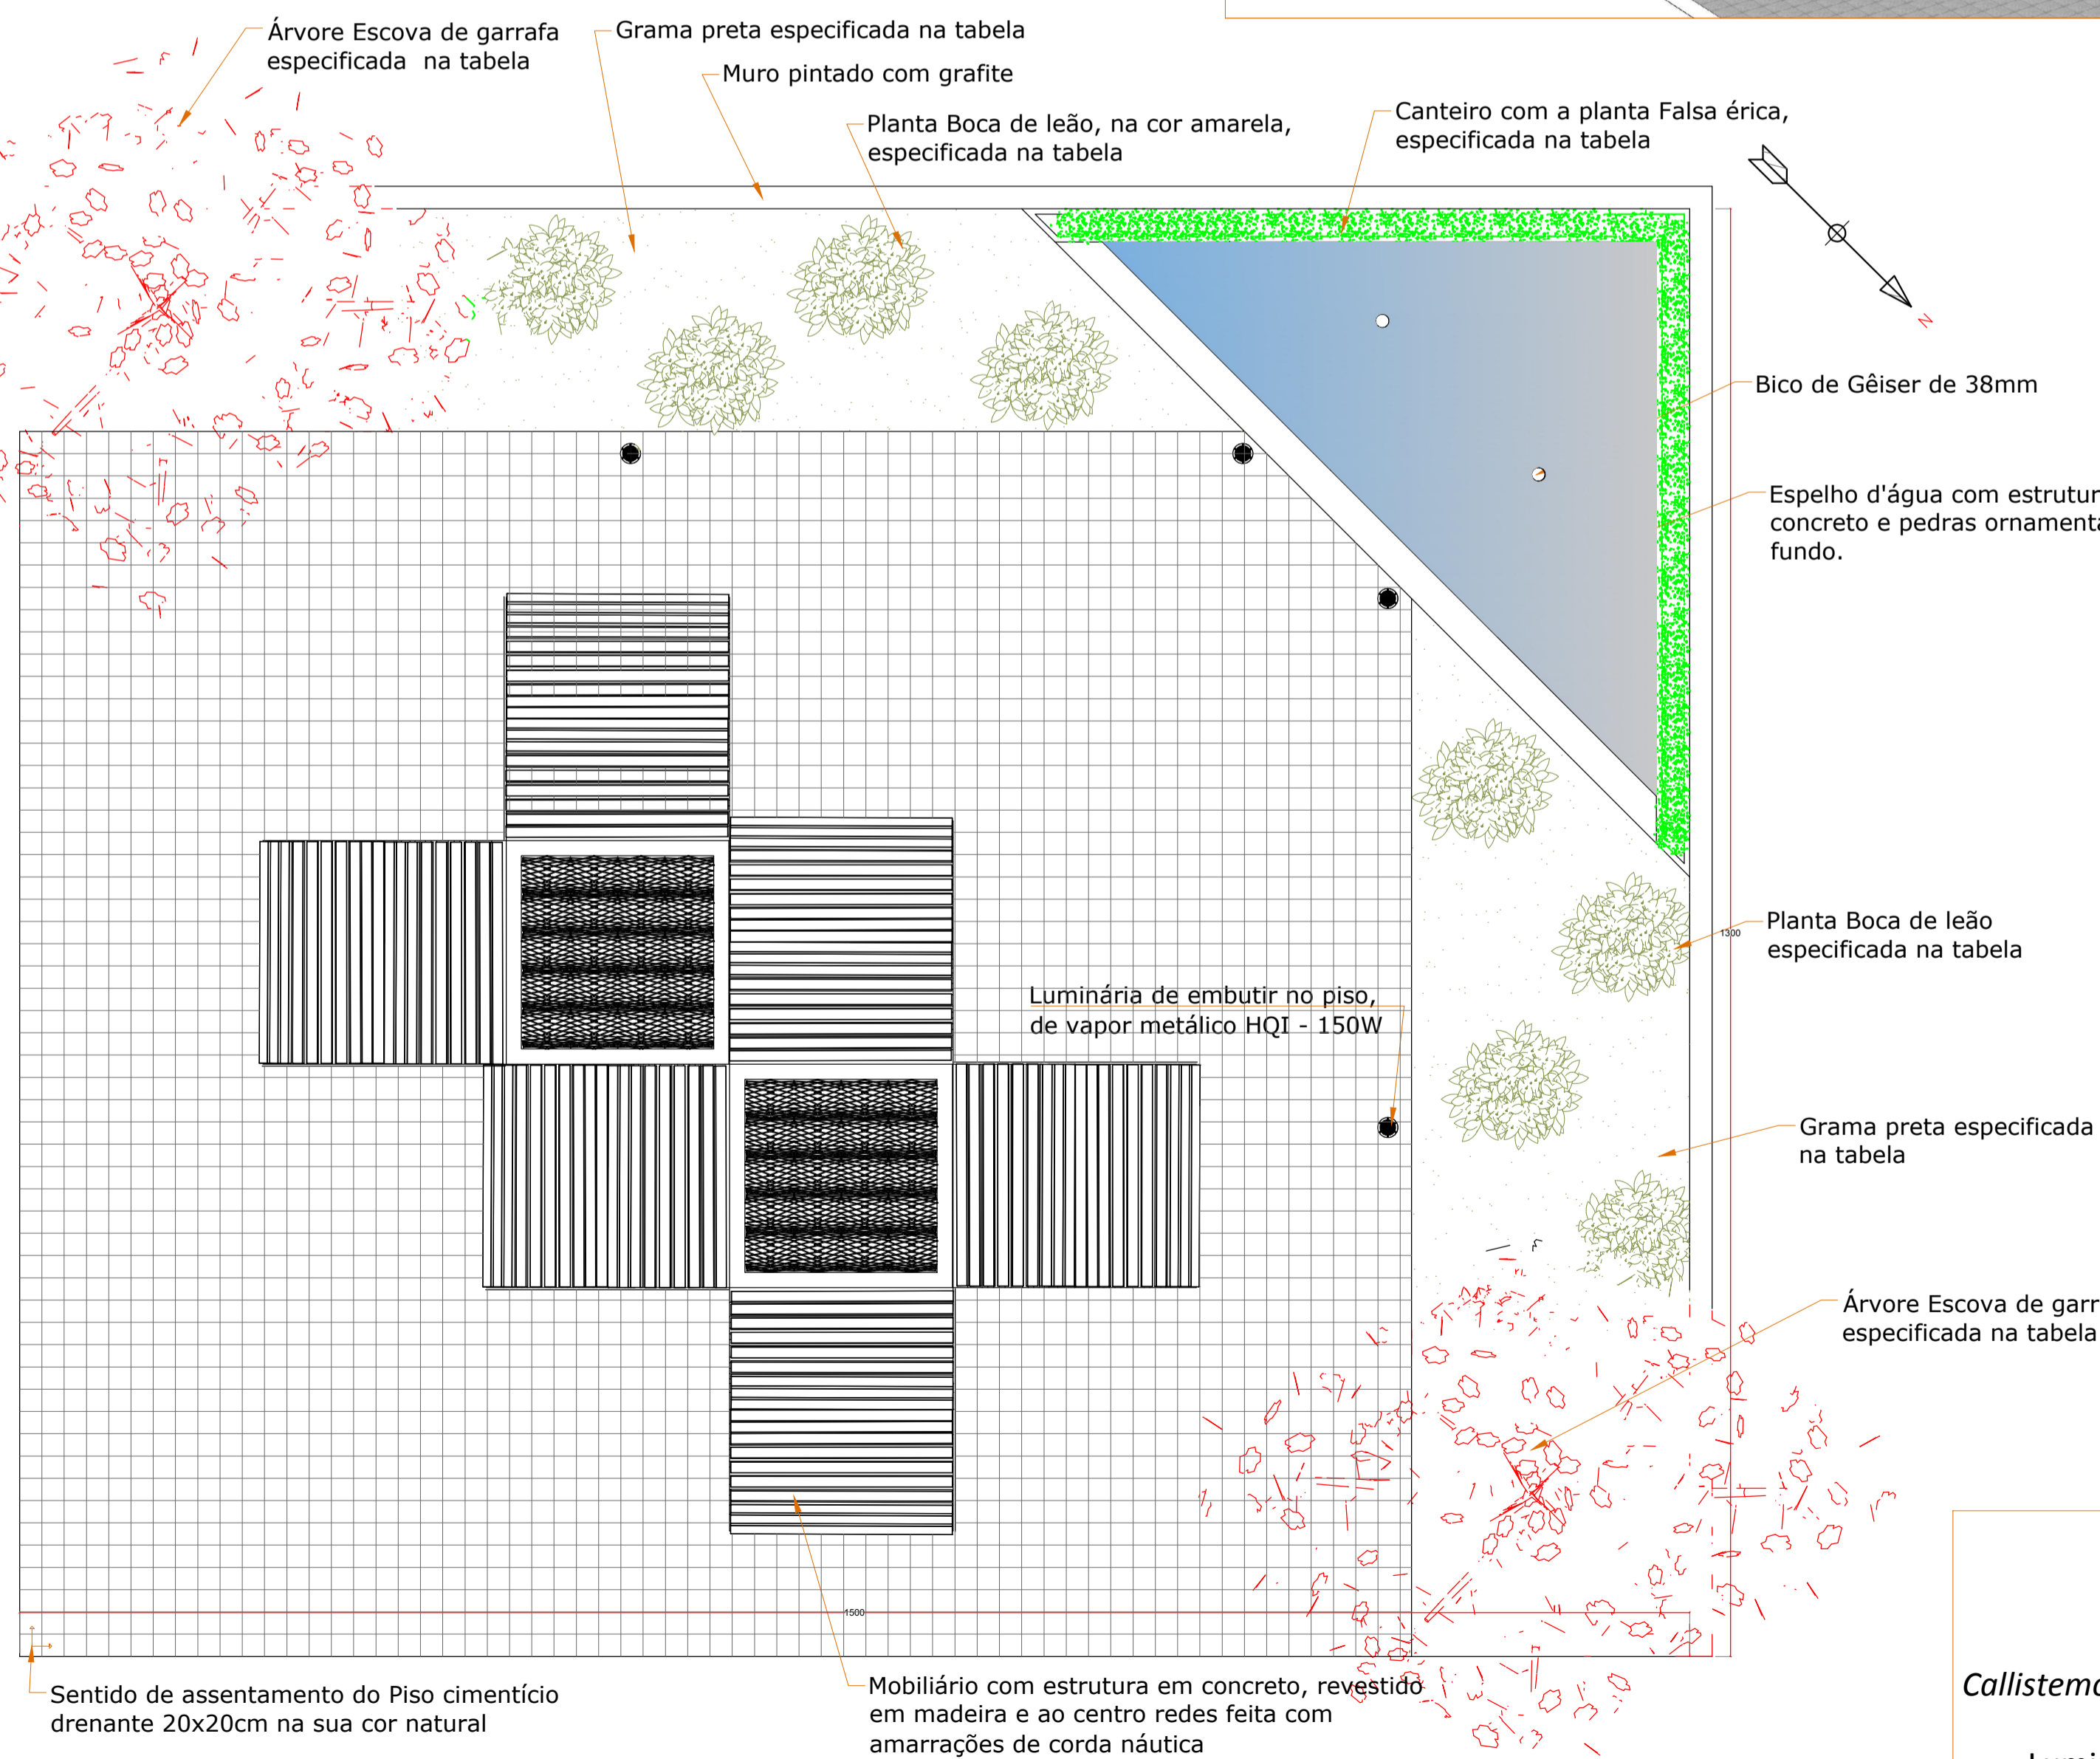 Árvore Escova de garrafa
especificada na tabela
Grama preta especificada na tabela
Muro pintado com grafite
Planta Boca de leão, na cor amarela,
especificada na tabela
Canteiro com a planta Falsa érica,
especificada na tabela
N
Bico de Gêiser de 38mm
Espelho d'água com estrutur
concreto e pedras ornamenta
fundo.
Planta Boca de leão
especificada na tabela
1300
Luminária de embutir no piso,
de vapor metálico HQI - 150W
Grama preta especificada
na tabela
Árvore Escova de garr
especificada na tabela
1500
Sentido de assentamento do Piso cimentício
drenante 20x20cm na sua cor natural
Mobiliário com estrutura em concreto, revestido
em madeira e ao centro redes feita com
amarrações de corda náutica
Callistemo